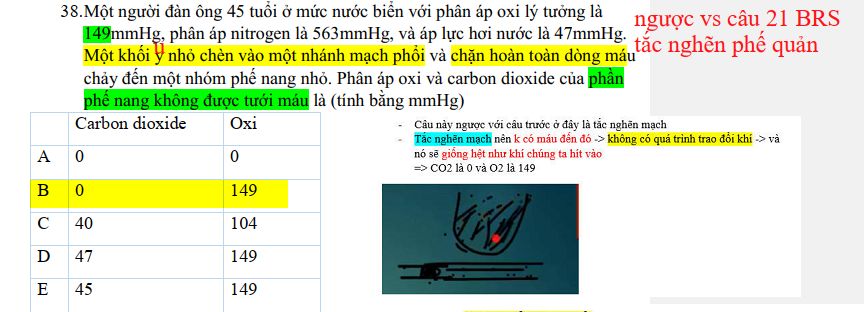 38.Một người đàn ông 45 tuổi ở mức nước biển với phân áp oxi lý tưởng là
149mmHg, phân áp nitrogen là 563mmHg, và áp lực hơi nước là 47mmHg.
u
Một khối ý nhỏ chèn vào một nhánh mạch phổi và chặn hoàn toàn dòng máu
chảy đến một nhóm phế nang nhỏ. Phân áp oxi và carbon dioxide của phần
phế nang không được tưới máu là (tính bằng mmHg)
ngược vs câu 21 BRS
tắc nghẽn phế quản
Carbon dioxide Oxi
A 0 0
B 0 149
C 40 104
D 47 149
E 45 149
- Câu này ngược với câu trước ở đây là tắc nghẽn mạch
- Tắc nghẽn mạch nên k có máu đến đó -> không có quá trình trao đổi khí -> và
nó sẽ giống hệt như khí chúng ta hít vào
=> CO2 là 0 và O2 là 149